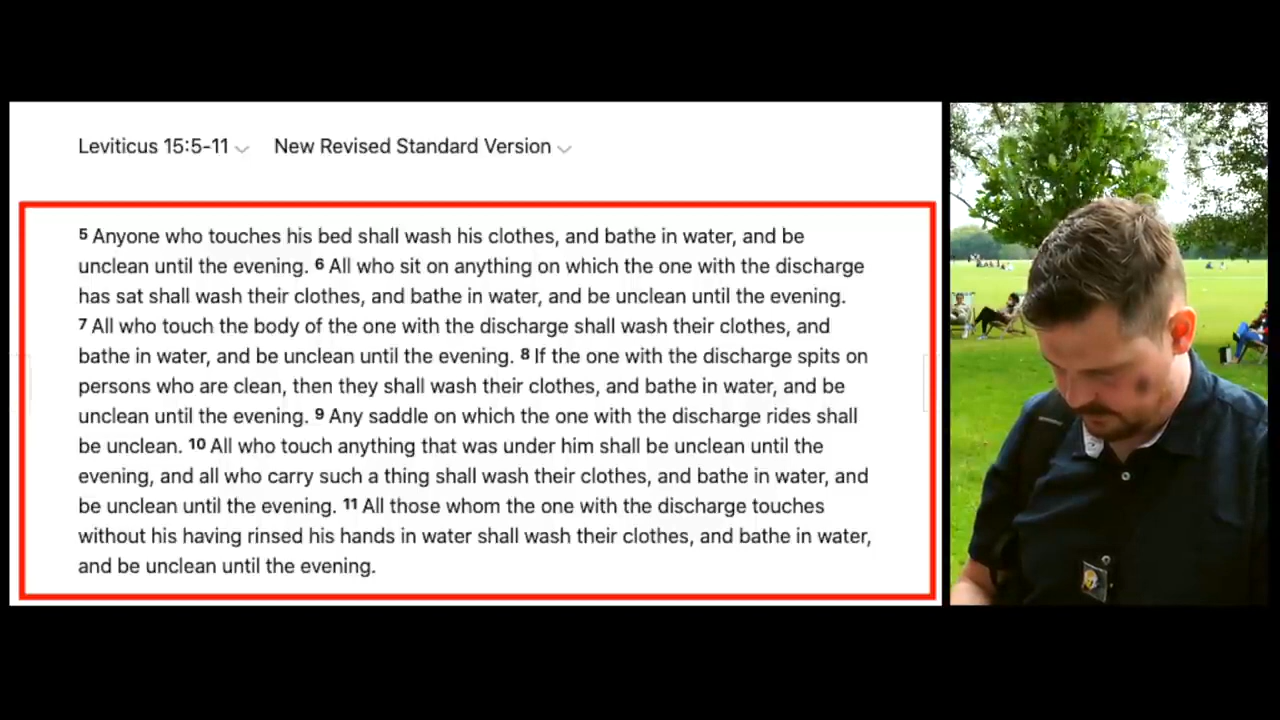 Leviticus 15:5-11 New Revised Standard Version
5 Anyone who touches his bed shall wash his clothes, and bathe in water, and be
unclean until the evening. 6 All who sit on anything on which the one with the discharge
has sat shall wash their clothes, and bathe in water, and be unclean until the evening.
7 All who touch the body of the one with the discharge shall wash their clothes, and
bathe in water, and be unclean until the evening. 8 If the one with the discharge spits on
persons who are clean, then they shall wash their clothes, and bathe in water, and be
unclean until the evening. 9 Any saddle on which the one with the discharge rides shall
be unclean. 10 All who touch anything that was under him shall be unclean until the
evening, and all who carry such a thing shall wash their clothes, and bathe in water, and
be unclean until the evening. 11 All those whom the one with the discharge touches
without his having rinsed his hands in water shall wash their clothes, and bathe in water,
and be unclean until the evening.